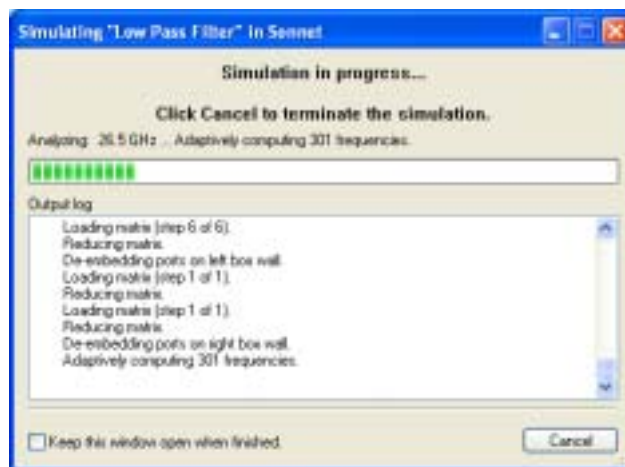 Simulating "Low Pass Filter" in Sonnet
Simulation in progress...
Click Cancel to terminate the simulation.
Analyzing: 26.5 GHz .. Adaptively computing 301 frequencies.
Output log
Loading matrix (step 6 of 6).
Reducing matrix.
De-embedding ports on left box wall.
Loading matrix (step 1 of 1).
Reducing matrix.
Loading matrix (step 1 of 1).
Reducing matrix.
De-embedding ports on right box wall.
Adaptively computing 301 frequencies.
Keep this window open when finished.
Cancel